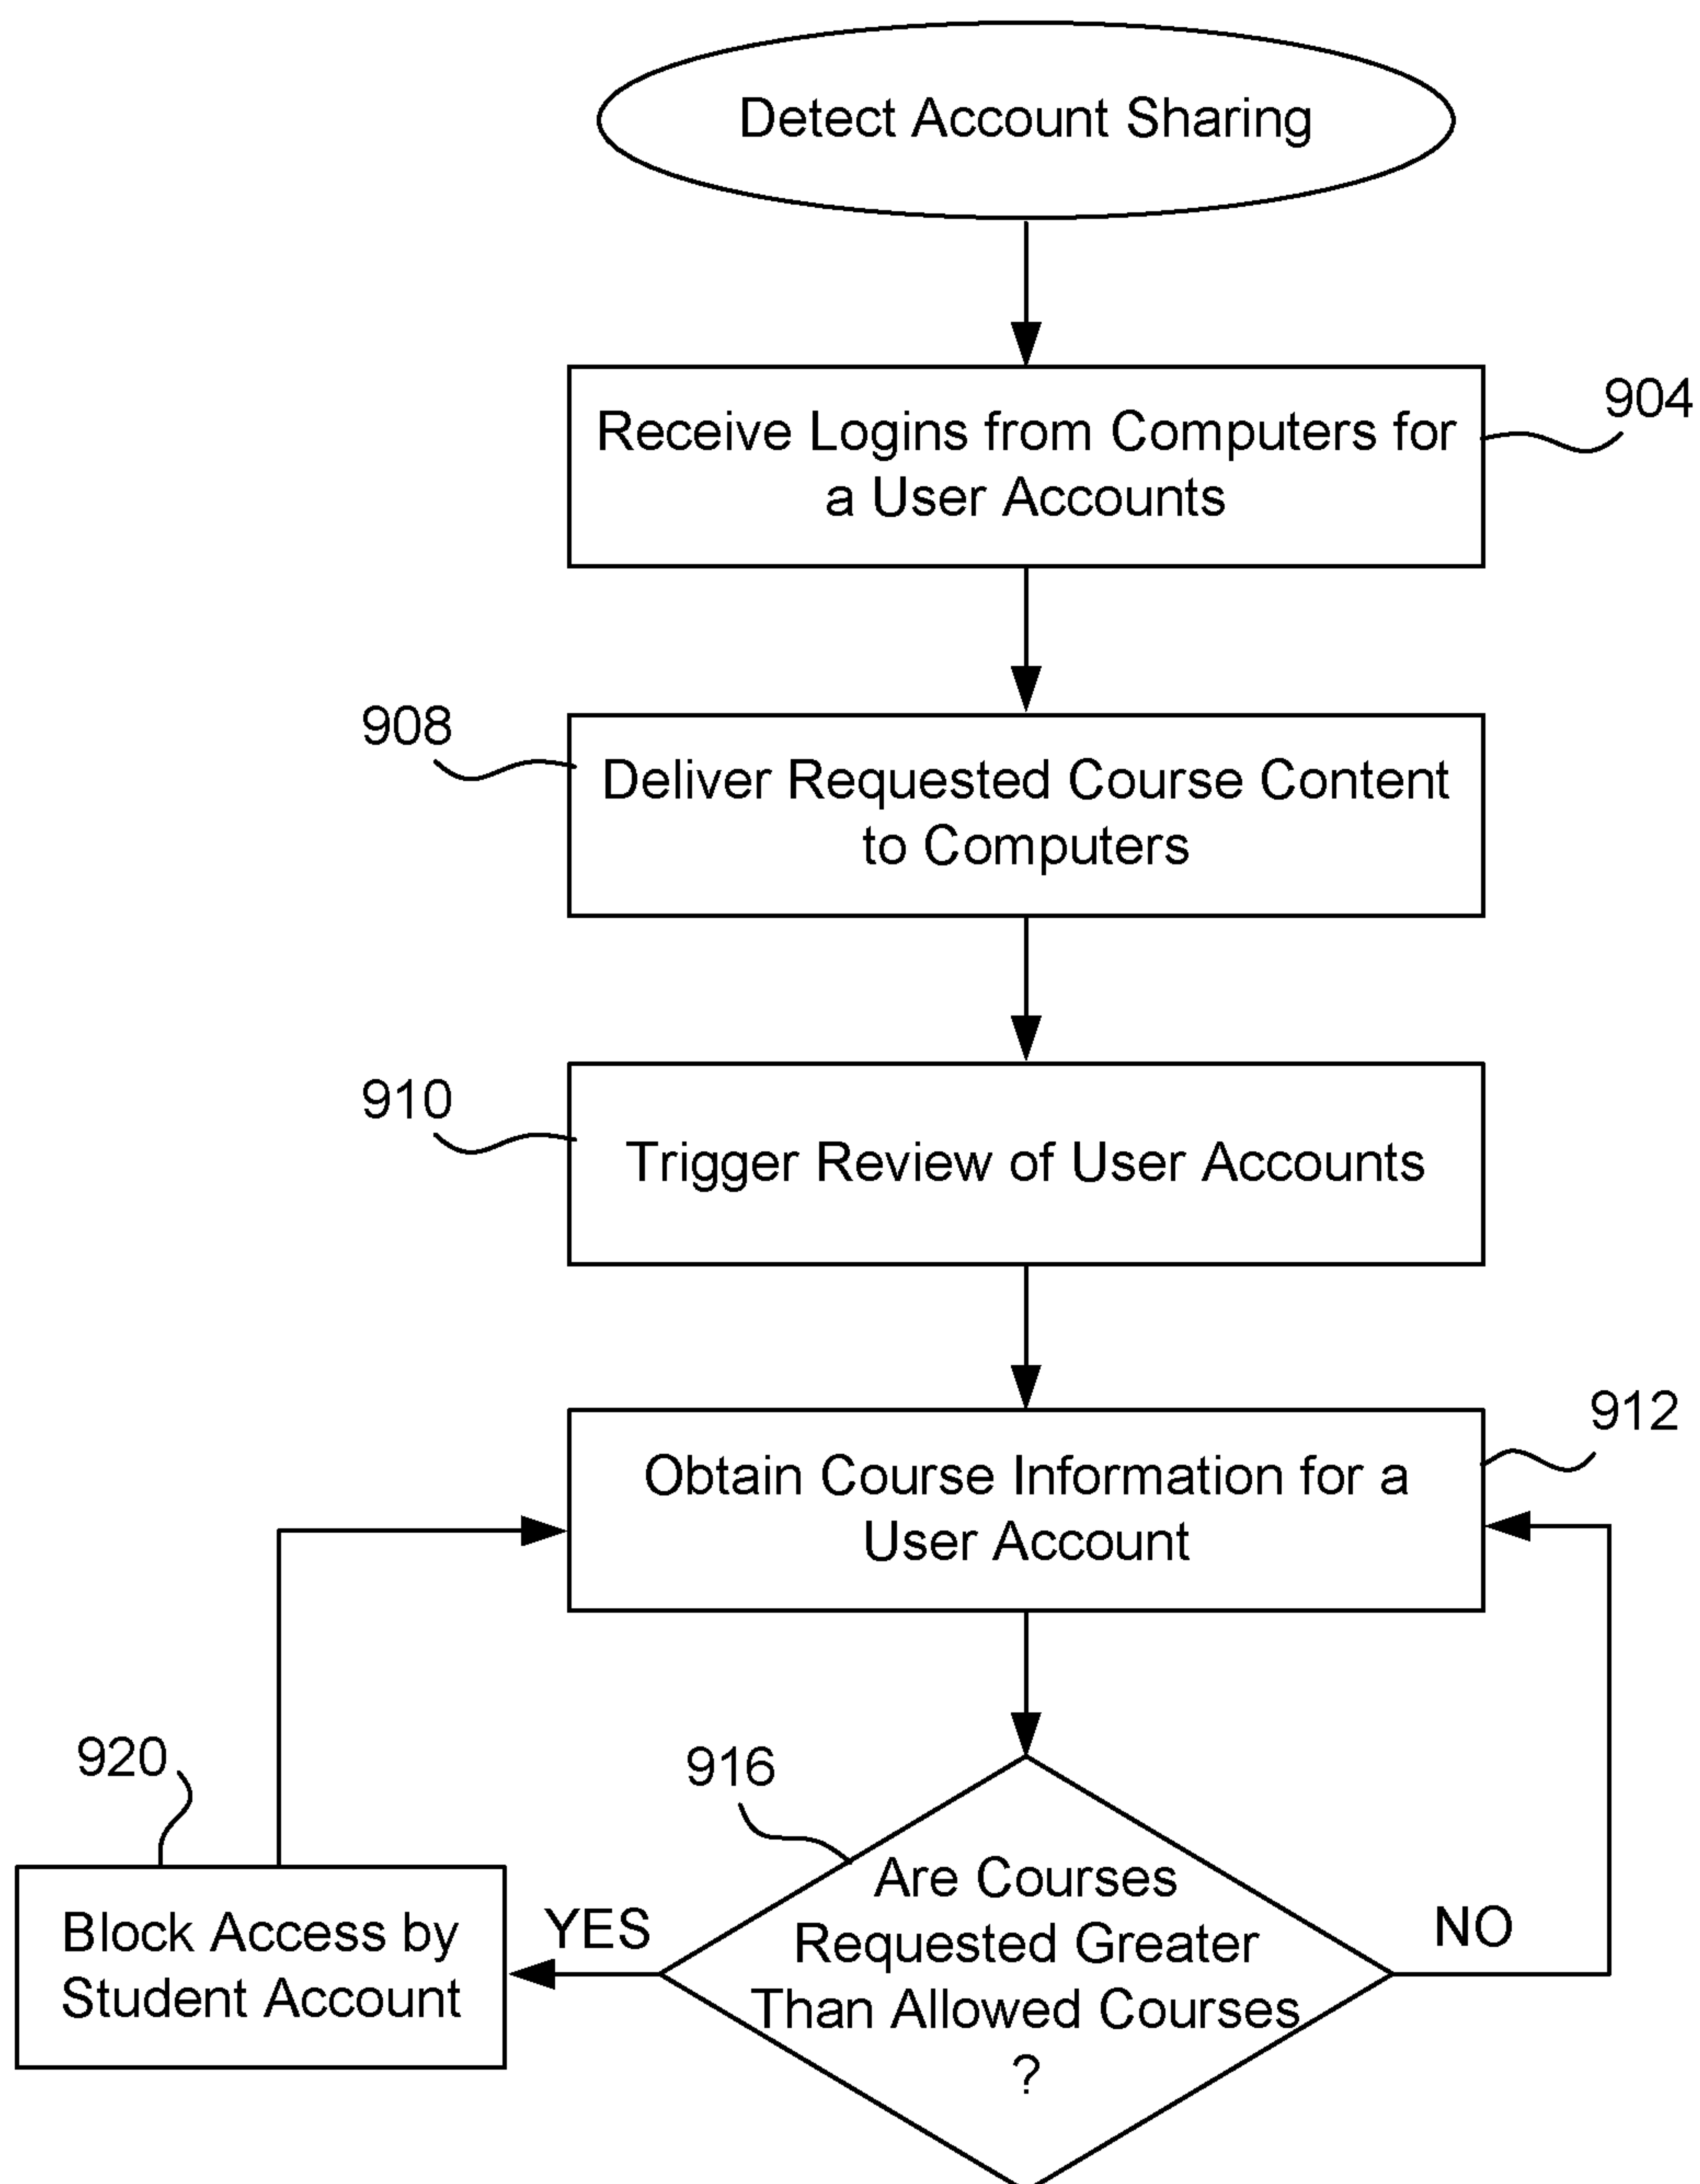 Detect Account Sharing
904
Receive Logins from Computers for
a User Accounts
908
Deliver Requested Course Content
to Computers
910
Trigger Review of User Accounts
912
Obtain Course Information for a
User Account
920
916
Block Access by
Student Account
YES
Are Courses
Requested Greater
Than Allowed Courses
?
NO